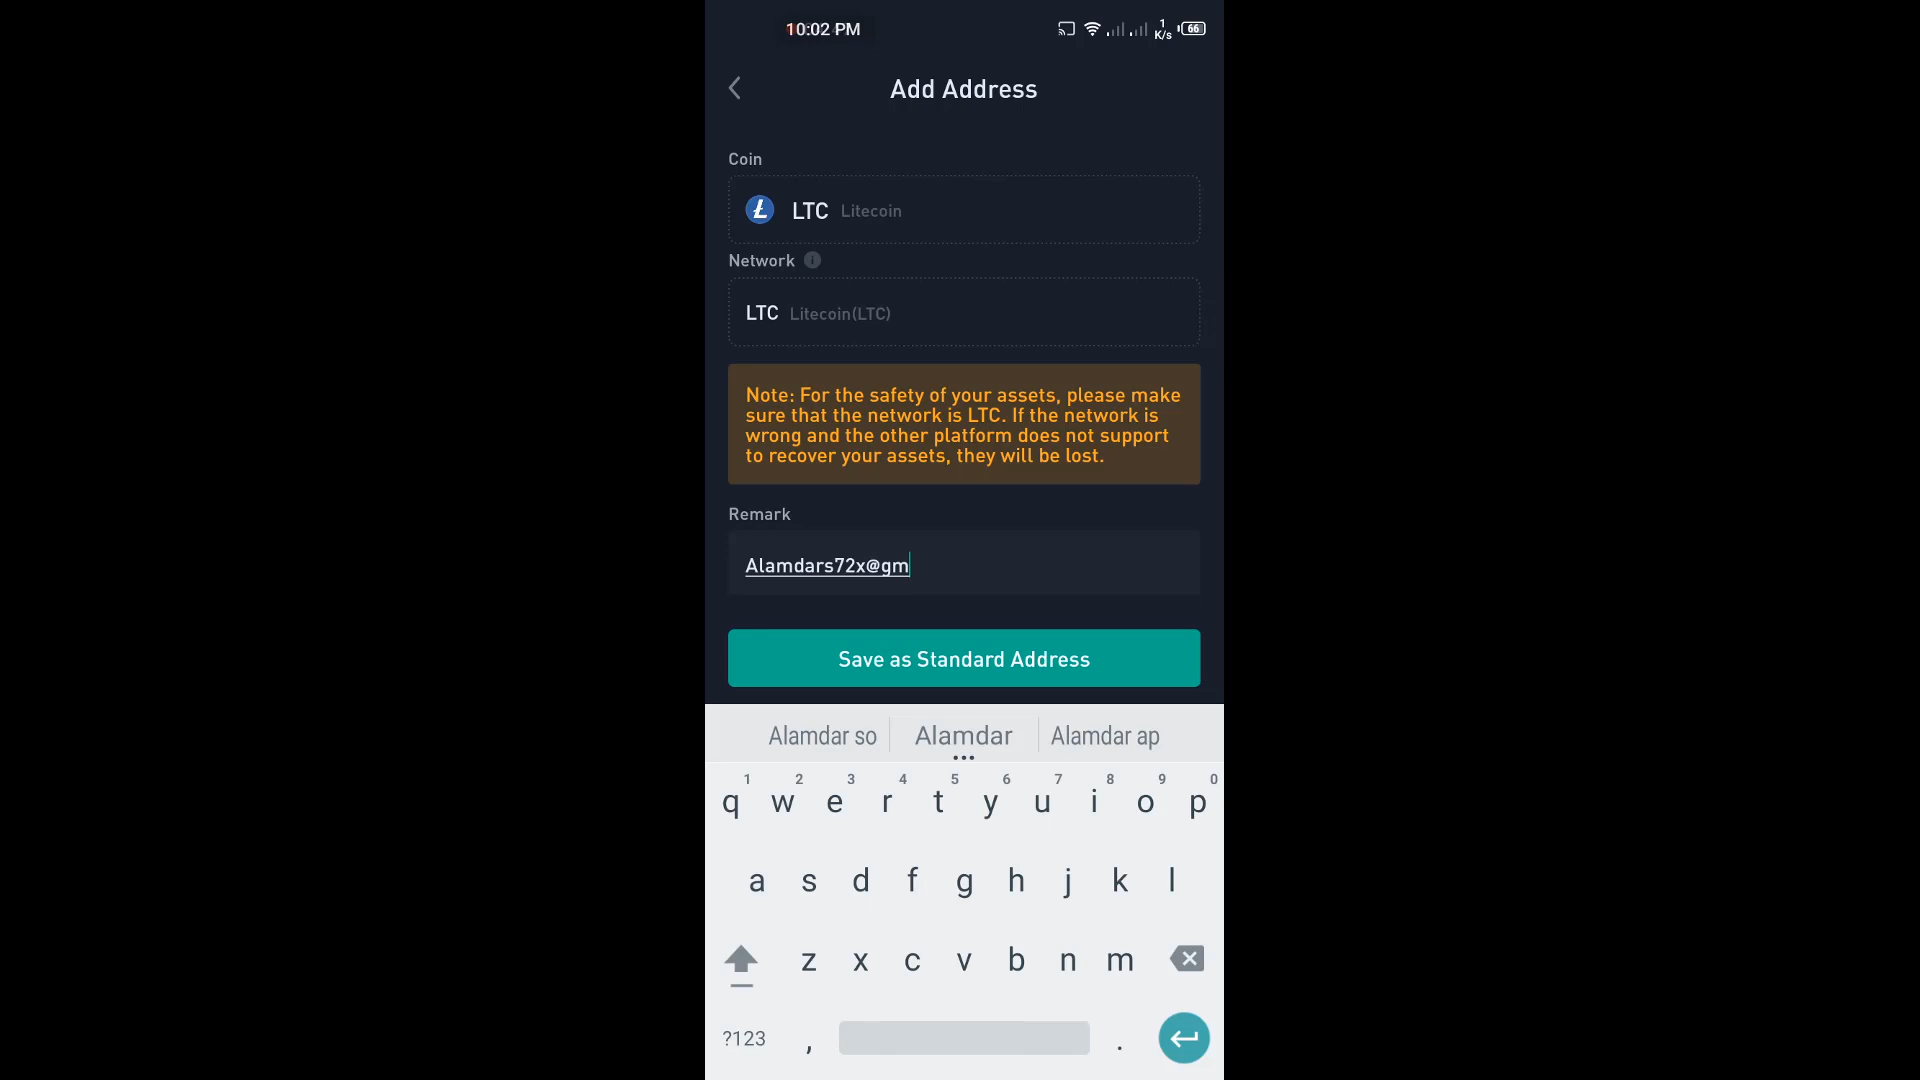 10:02 PM
1
K/s
66
Add Address
Coin
LTC Litecoin
Network
LTC Litecoin(LTC)
Note: For the safety of your assets, please make
sure that the network is LTC. If the network is
wrong and the other platform does not support
to recover your assets, they will be lost.
Remark
Alamdars72x@gm
Save as Standard Address
Alamdar so Alamdar Alamdar ap
1 2 3 4 5 6 7 8 9 0
q w e r t y u i o p
a s d f g h j k l
z x c v b n m
?123 , .